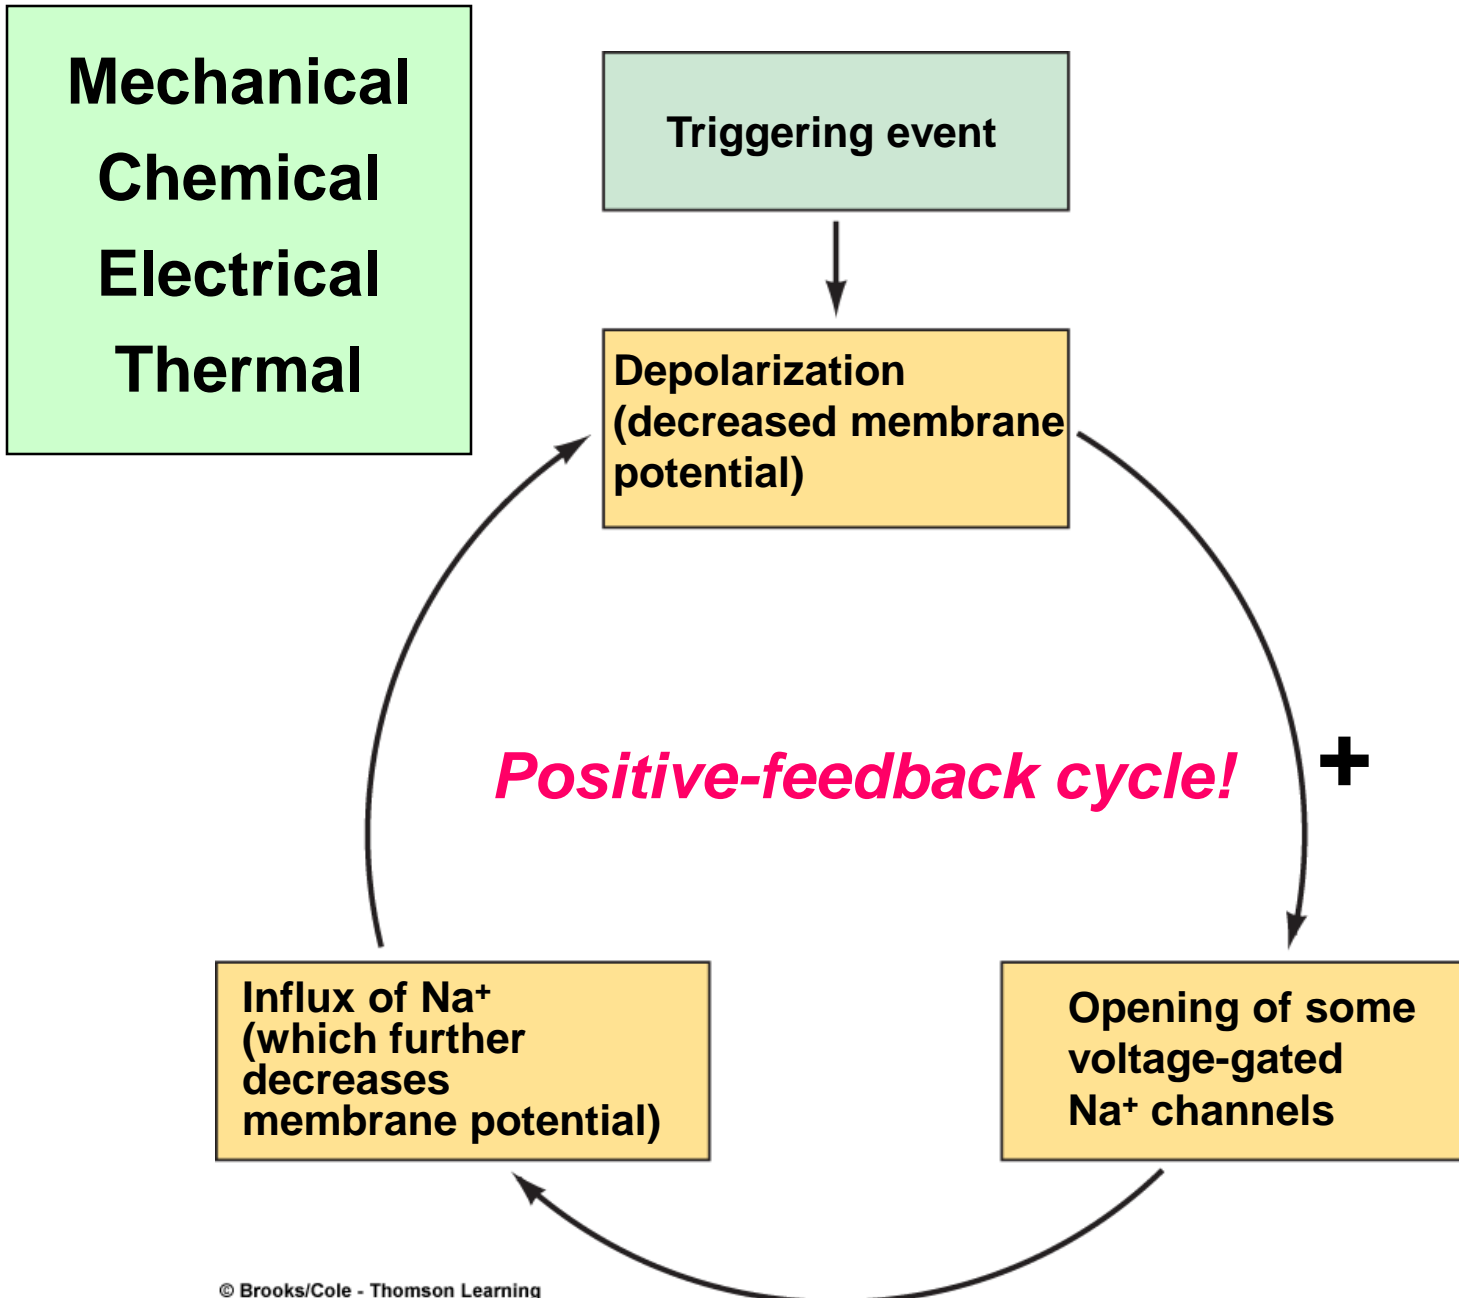 Mechanical
Chemical
Electrical
Thermal
Triggering event
Depolarization
(decreased membrane
potential)
Positive-feedback cycle!
+
Influx of Na⁺
(which further
decreases
membrane potential)
Opening of some
voltage-gated
Na⁺ channels
© Brooks/Cole - Thomson Learning